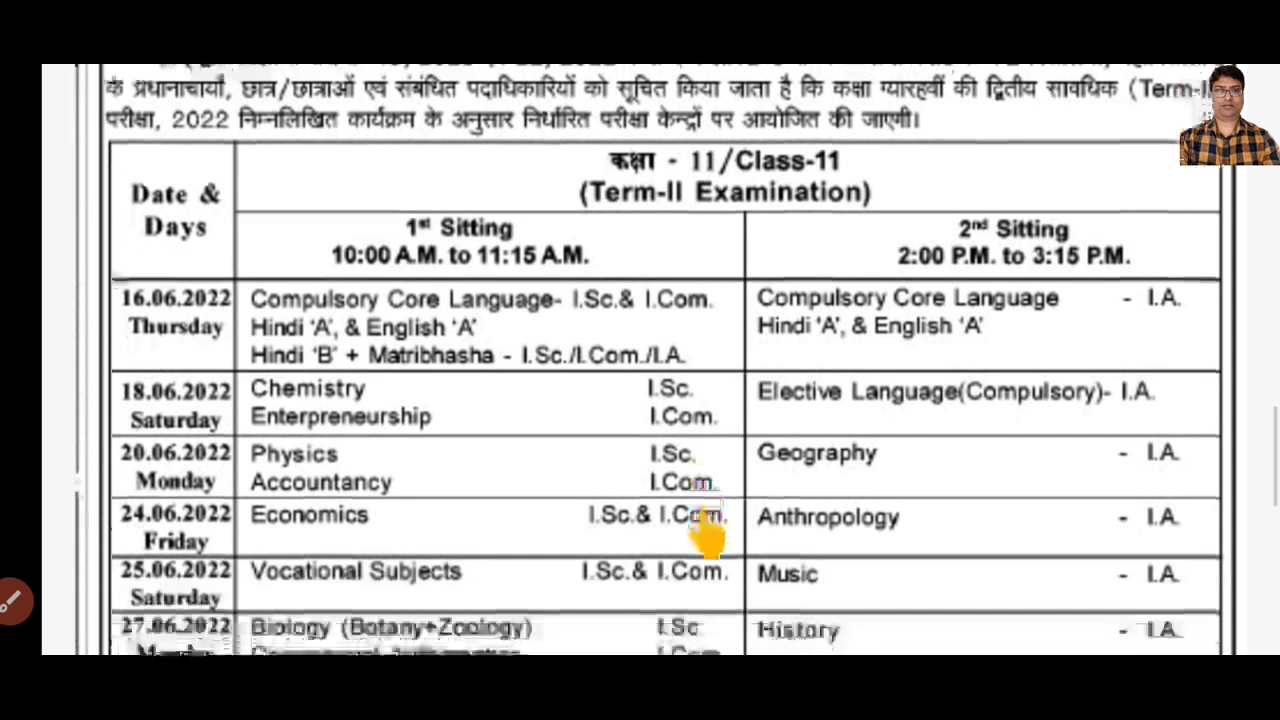 के प्रधानाचार्यों, छात्र/छात्राओं एवं संबंधित पदाधिकारियों को सूचित किया जाता है कि कक्षा ग्यारहवीं की द्वितीय सावधिक (Term-II)
परीक्षा, 2022 निम्नलिखित कार्यक्रम के अनुसार निर्धारित परीक्षा केन्द्रों पर आयोजित की जाएगी।
Date & Days
कक्षा - 11/Class-11
(Term-II Examination)
1st Sitting
10:00 A.M. to 11:15 A.M.
2nd Sitting
2:00 P.M. to 3:15 P.M.
16.06.2022
Thursday
Compulsory Core Language- I.Sc.& I.Com.
Hindi 'A', & English 'A'
Hindi 'B' + Matribhasha - I.Sc./I.Com./I.A.
Compulsory Core Language - I.A.
Hindi 'A', & English 'A'
18.06.2022
Saturday
Chemistry I.Sc.
Enterpreneurship I.Com.
Elective Language(Compulsory)- I.A.
20.06.2022
Monday
Physics I.Sc.
Accountancy I.Com.
Geography - I.A.
24.06.2022
Friday
Economics I.Sc.& I.Com.
Anthropology - I.A.
25.06.2022
Saturday
Vocational Subjects I.Sc.& I.Com.
Music - I.A.
27.06.2022
Biology (Botany+Zoology) I.Sc
History - I.A.